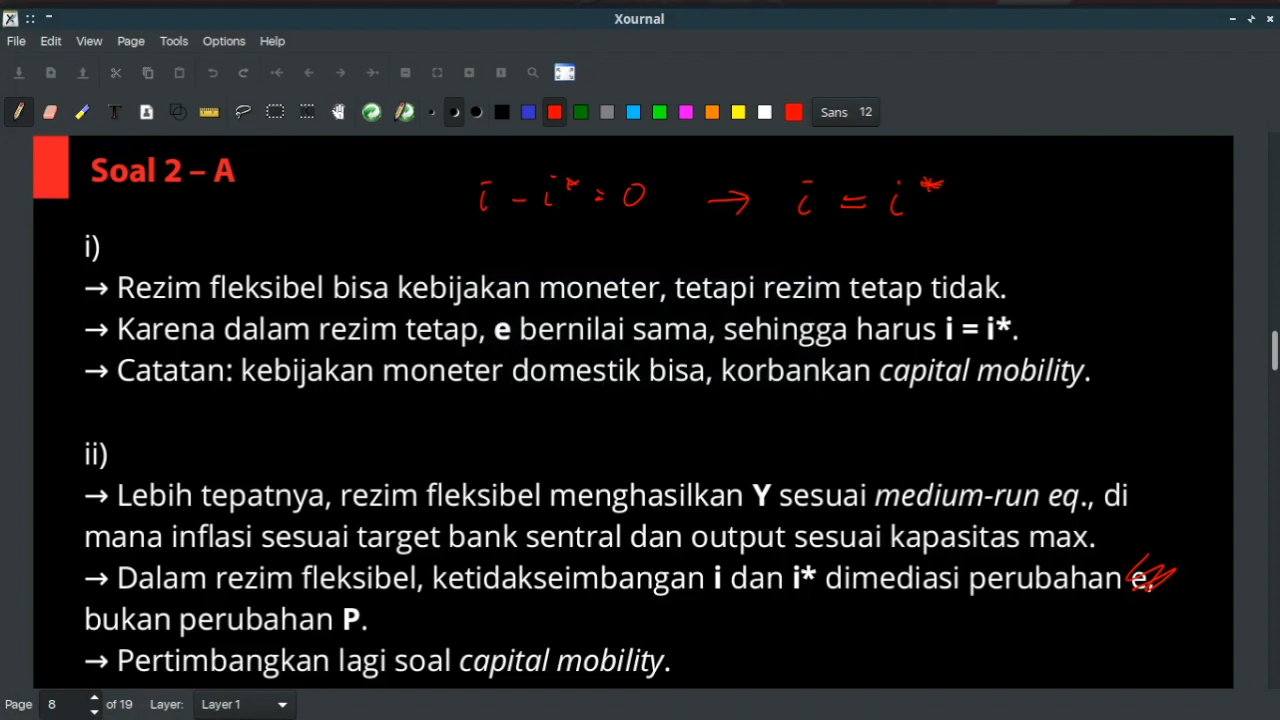 Xournal
File Edit View Page Tools Options Help
Sans 12
Soal 2 – A
i - i* = 0 → i = i*
i)
→ Rezim fleksibel bisa kebijakan moneter, tetapi rezim tetap tidak.
→ Karena dalam rezim tetap, e bernilai sama, sehingga harus i = i*.
→ Catatan: kebijakan moneter domestik bisa, korbankan capital mobility.
ii)
→ Lebih tepatnya, rezim fleksibel menghasilkan Y sesuai medium-run eq., di
mana inflasi sesuai target bank sentral dan output sesuai kapasitas max.
→ Dalam rezim fleksibel, ketidakseimbangan i dan i* dimediasi perubahan e,
bukan perubahan P.
→ Pertimbangkan lagi soal capital mobility.
Page 8 of 19 Layer: Layer 1